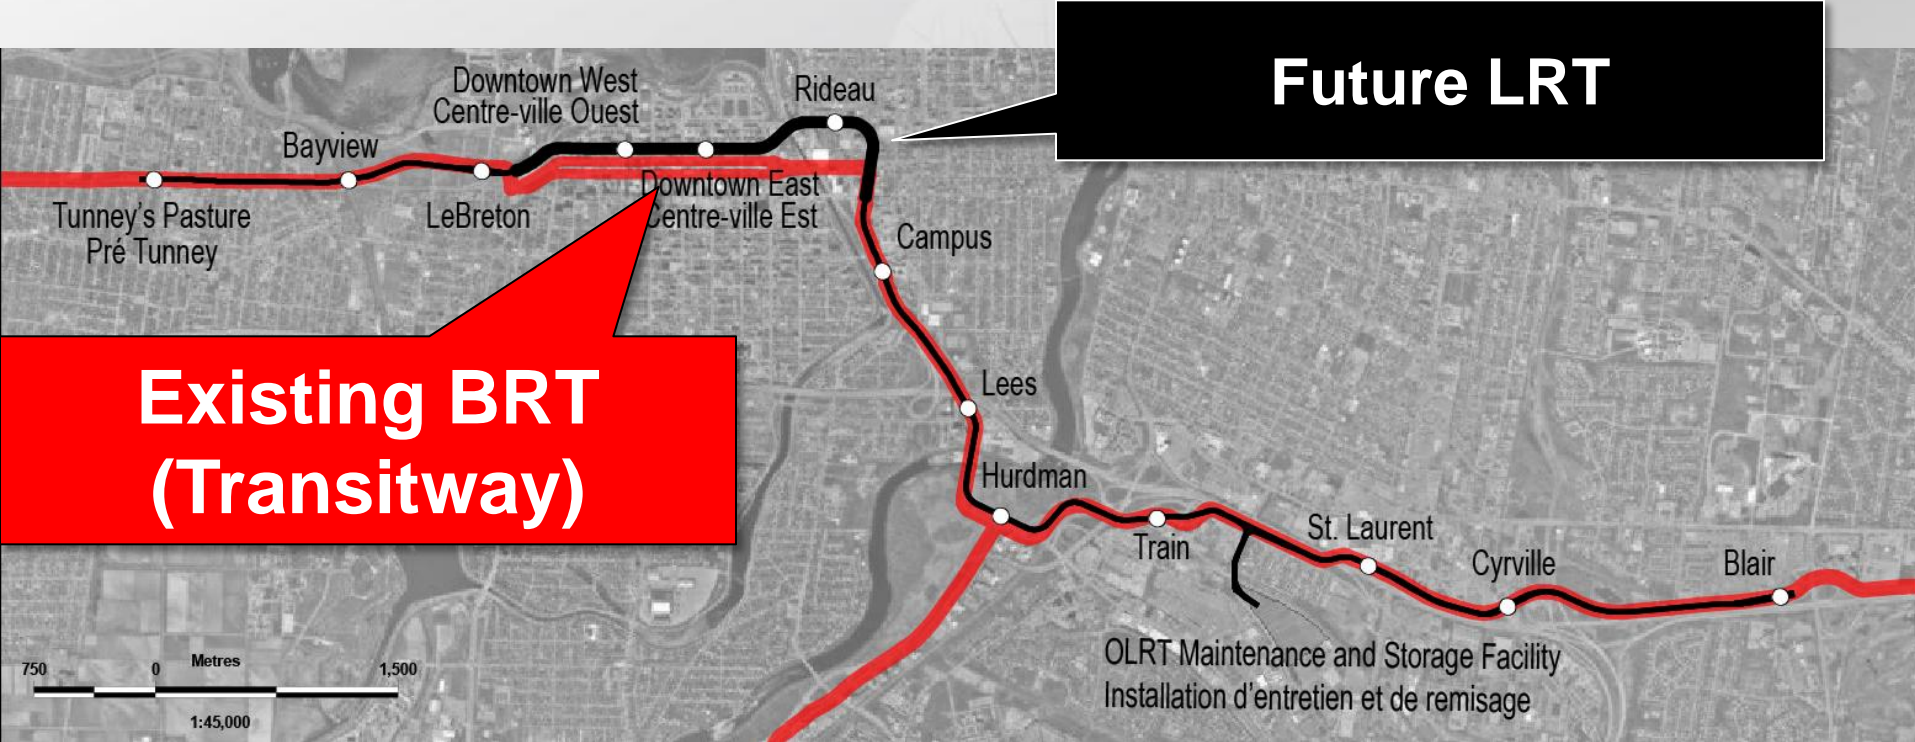 Future LRT
Downtown West
Centre-ville Ouest
Rideau
Bayview
Downtown East
Centre-ville Est
Tunney's Pasture
Pré Tunney
LeBreton
Campus
Existing BRT
(Transitway)
Lees
Hurdman
Train
St. Laurent
Cyrville
Blair
OLRT Maintenance and Storage Facility
Installation d'entretien et de remisage
Metres
750 0 1,500
1:45,000